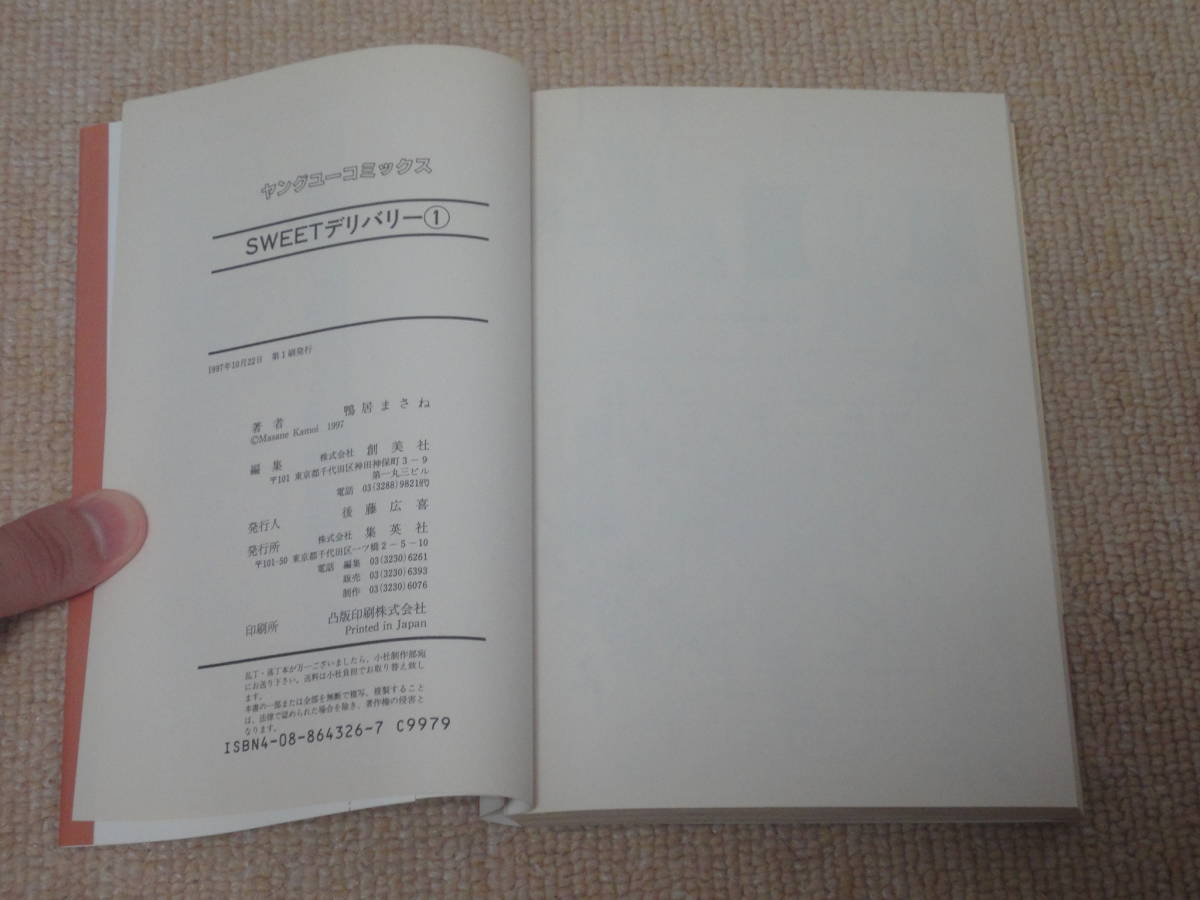 ヤングユーコミックス
SWEETデリバリー①
1997年10月22日 第1刷発行
著者 鴨居まさね
©Masane Kamoi 1997
編集 株式会社 創美社
〒101 東京都千代田区神田神保町3-9
第一丸三ビル
電話 03(3288)9821㈹
発行人 後藤広喜
発行所 株式会社 集英社
〒101-50 東京都千代田区一ツ橋2-5-10
電話 編集 03(3230)6261
販売 03(3230)6393
制作 03(3230)6076
印刷所 凸版印刷株式会社
Printed in Japan
乱丁・落丁本が万一ございましたら、小社制作部宛
にお送り下さい。送料は小社負担でお取り替え致し
ます。
本書の一部または全部を無断で複写、複製すること
は、法律で認められた場合を除き、著作権の侵害と
なります。
ISBN4-08-864326-7 C9979